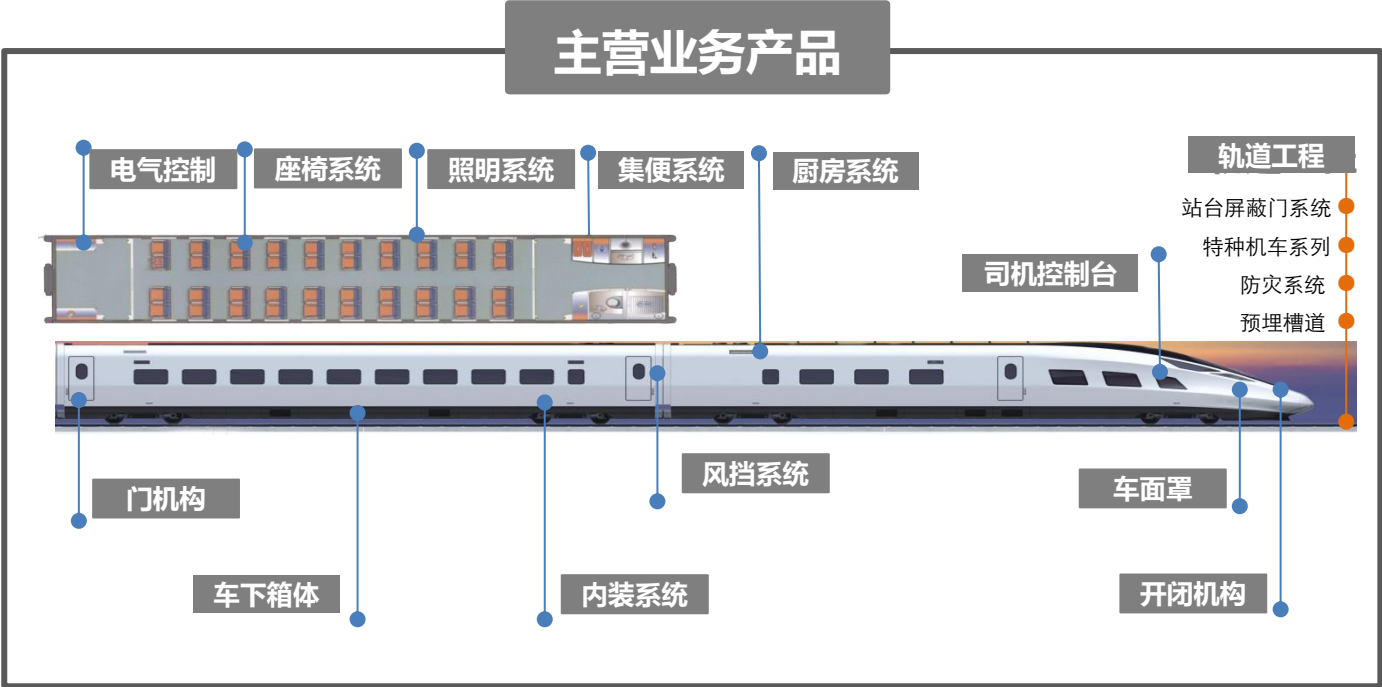 主营业务产品
电气控制
座椅系统
照明系统
集便系统
厨房系统
轨道工程
站台屏蔽门系统
特种机车系列
防灾系统
预埋槽道
司机控制台
门机构
风挡系统
车面罩
车下箱体
内装系统
开闭机构